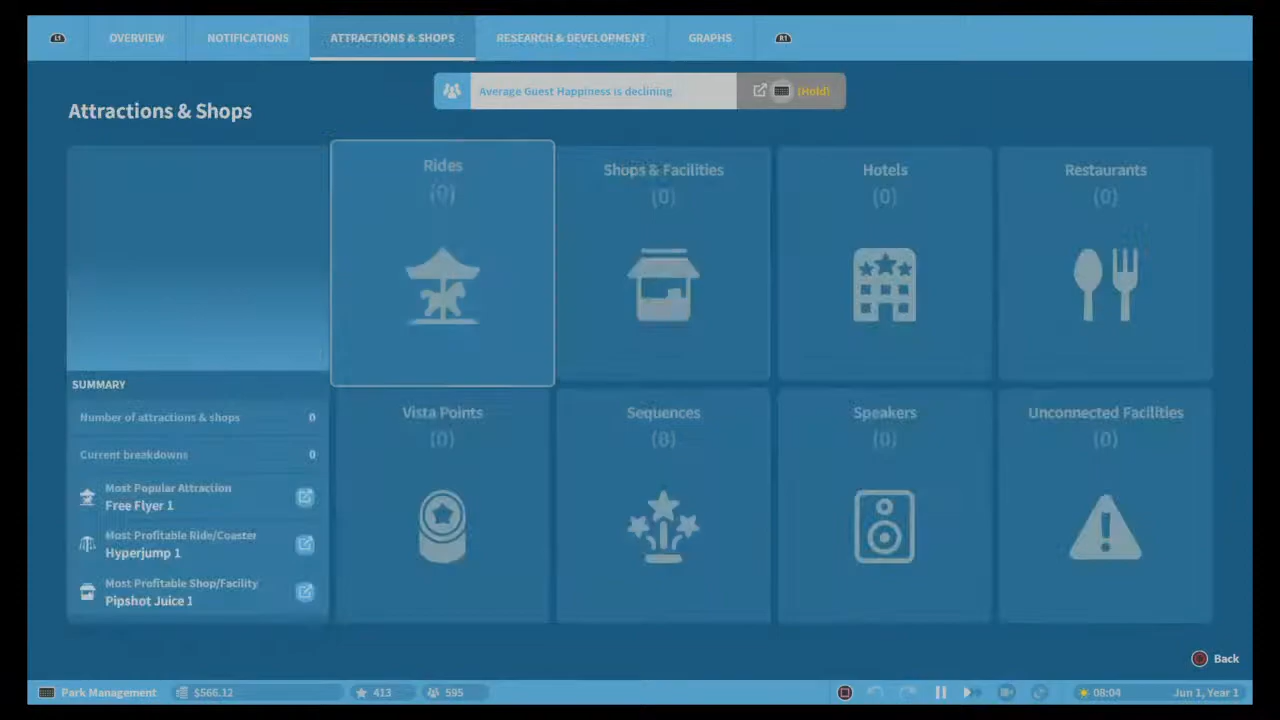 L1
OVERVIEW
NOTIFICATIONS
ATTRACTIONS & SHOPS
RESEARCH & DEVELOPMENT
GRAPHS
R1
Average Guest Happiness is declining
(Hold)
Attractions & Shops
Rides
(0)
Shops & Facilities
(0)
Hotels
(0)
Restaurants
(0)
SUMMARY
Number of attractions & shops 0
Current breakdowns 0
Most Popular Attraction
Free Flyer 1
Most Profitable Ride/Coaster
Hyperjump 1
Most Profitable Shop/Facility
Pipshot Juice 1
Vista Points
(0)
Sequences
(0)
Speakers
(0)
Unconnected Facilities
(0)
Back
Park Management
$566.12
413
595
08:04
Jun 1, Year 1